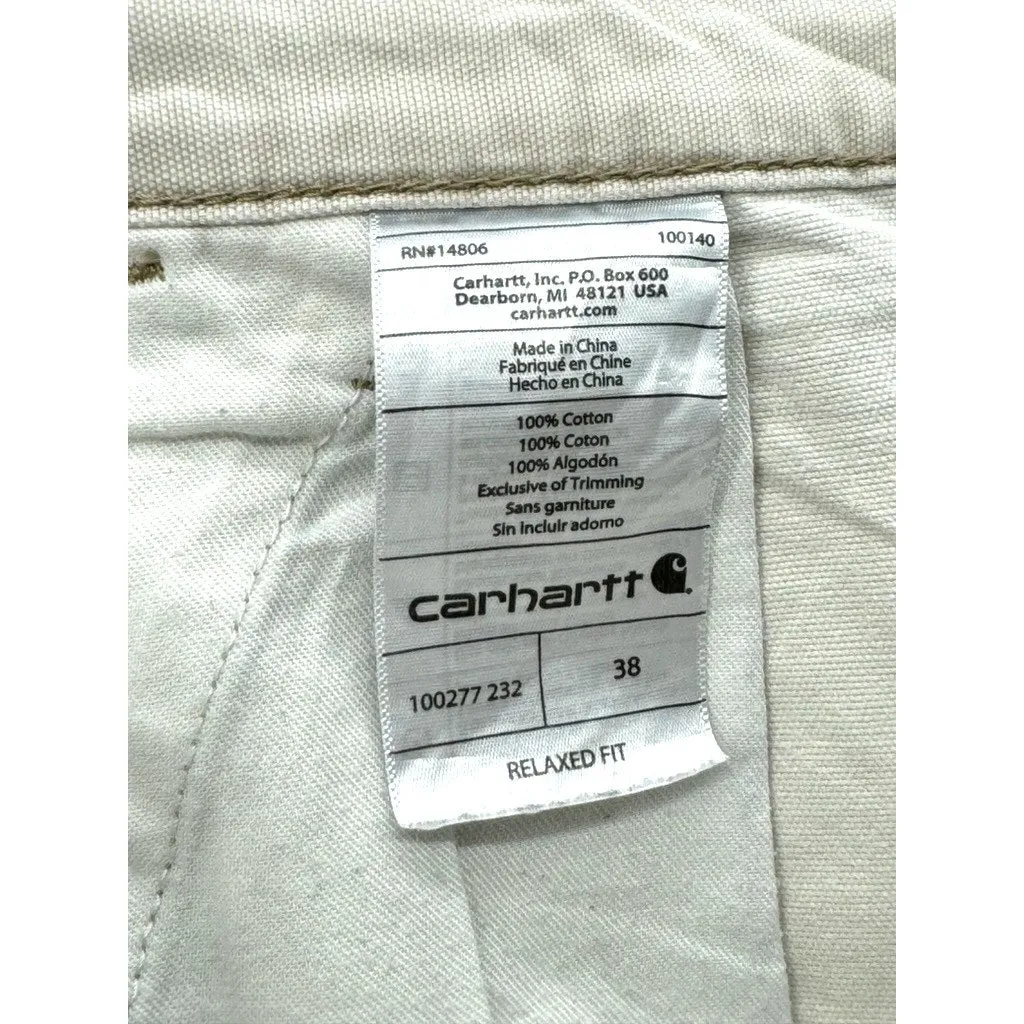 RN#14806 100140
Carhartt, Inc. P.O. Box 600
Dearborn, MI 48121 USA
carhartt.com
Made in China
Fabriqué en Chine
Hecho en China
100% Cotton
100% Coton
100% Algodón
Exclusive of Trimming
Sans garniture
Sin incluir adorno
carhartt
100277 232 38
RELAXED FIT